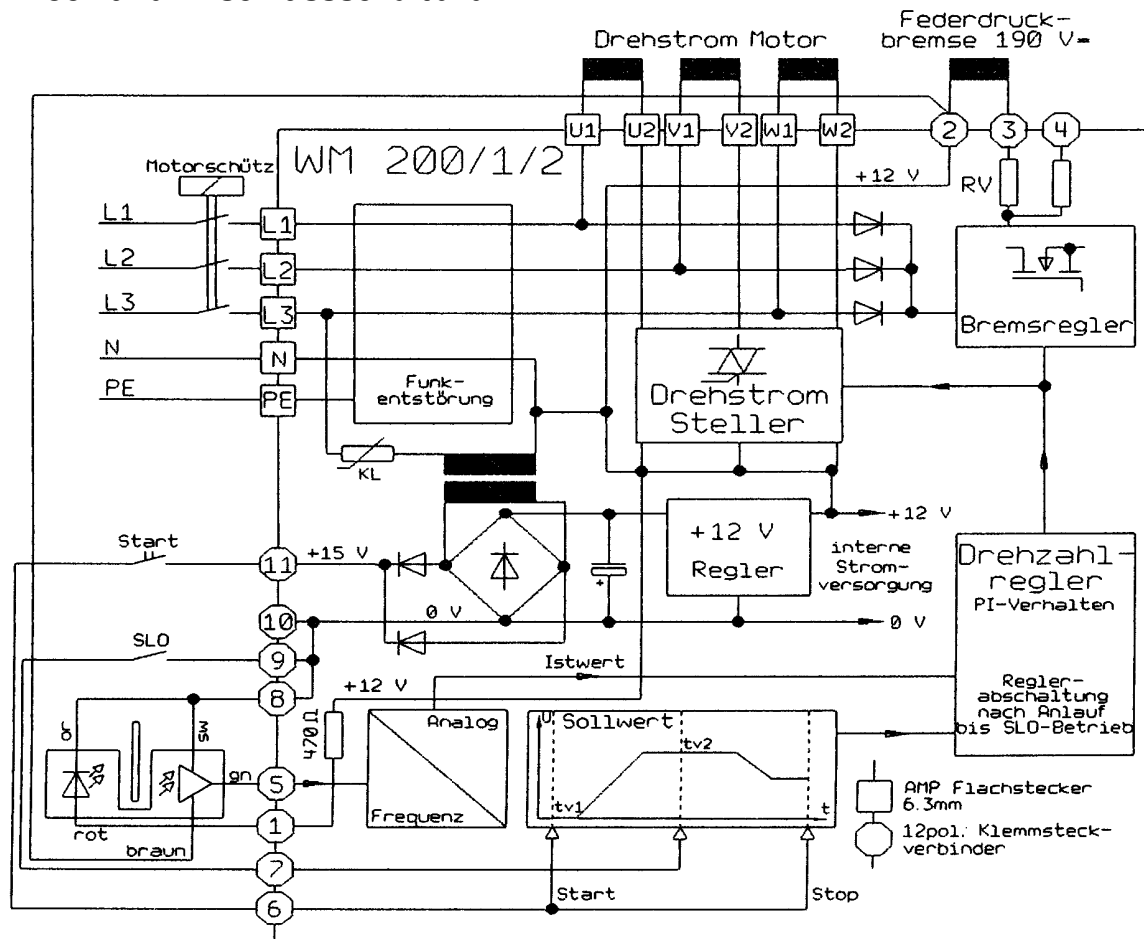 Federdruck-
bremse 190 V=
Drehstrom Motor
U1
U2
V1
V2
W1
W2
2
3
4
WM 200/1/2
Motorschütz
+12 V
RV
L1
L1
L2
L2
L3
L3
N
N
PE
PE
Funk-
entstörung
Bremsregler
Drehstrom
Steller
KL
Start
11
+15 V
+12 V
Regler
+12 V
interne
Strom-
versorgung
Drehzahl-
regler
PI-Verhalten
10
0 V
0 V
SLO
9
Istwert
8
+12 V
Regler-
abschaltung
nach Anlauf
bis SLO-Betrieb
or
ws
470Ω
Analog
Frequenz
U
Sollwert
tv2
tv1
t
gn
5
rot
1
braun
7
6
Start
Stop
AMP Flachstecker
6.3mm
12pol. Klemmsteck-
verbinder